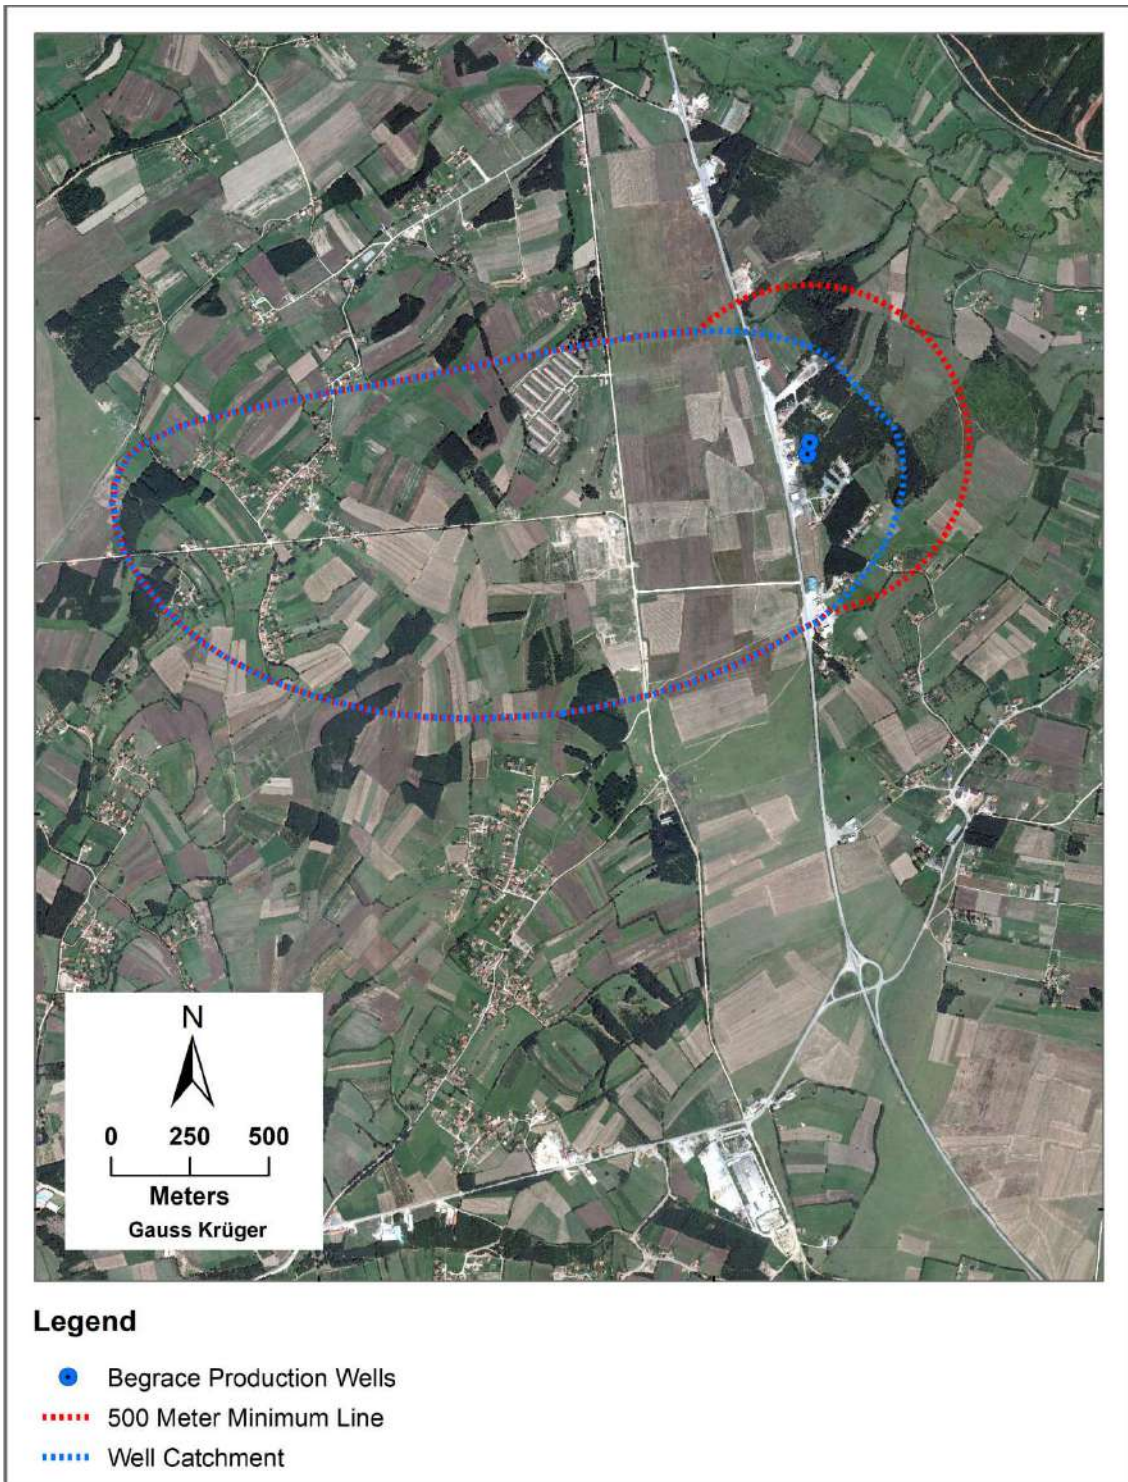 N
0 250 500
Meters
Gauss Krüger
Legend
Begrace Production Wells
500 Meter Minimum Line
Well Catchment